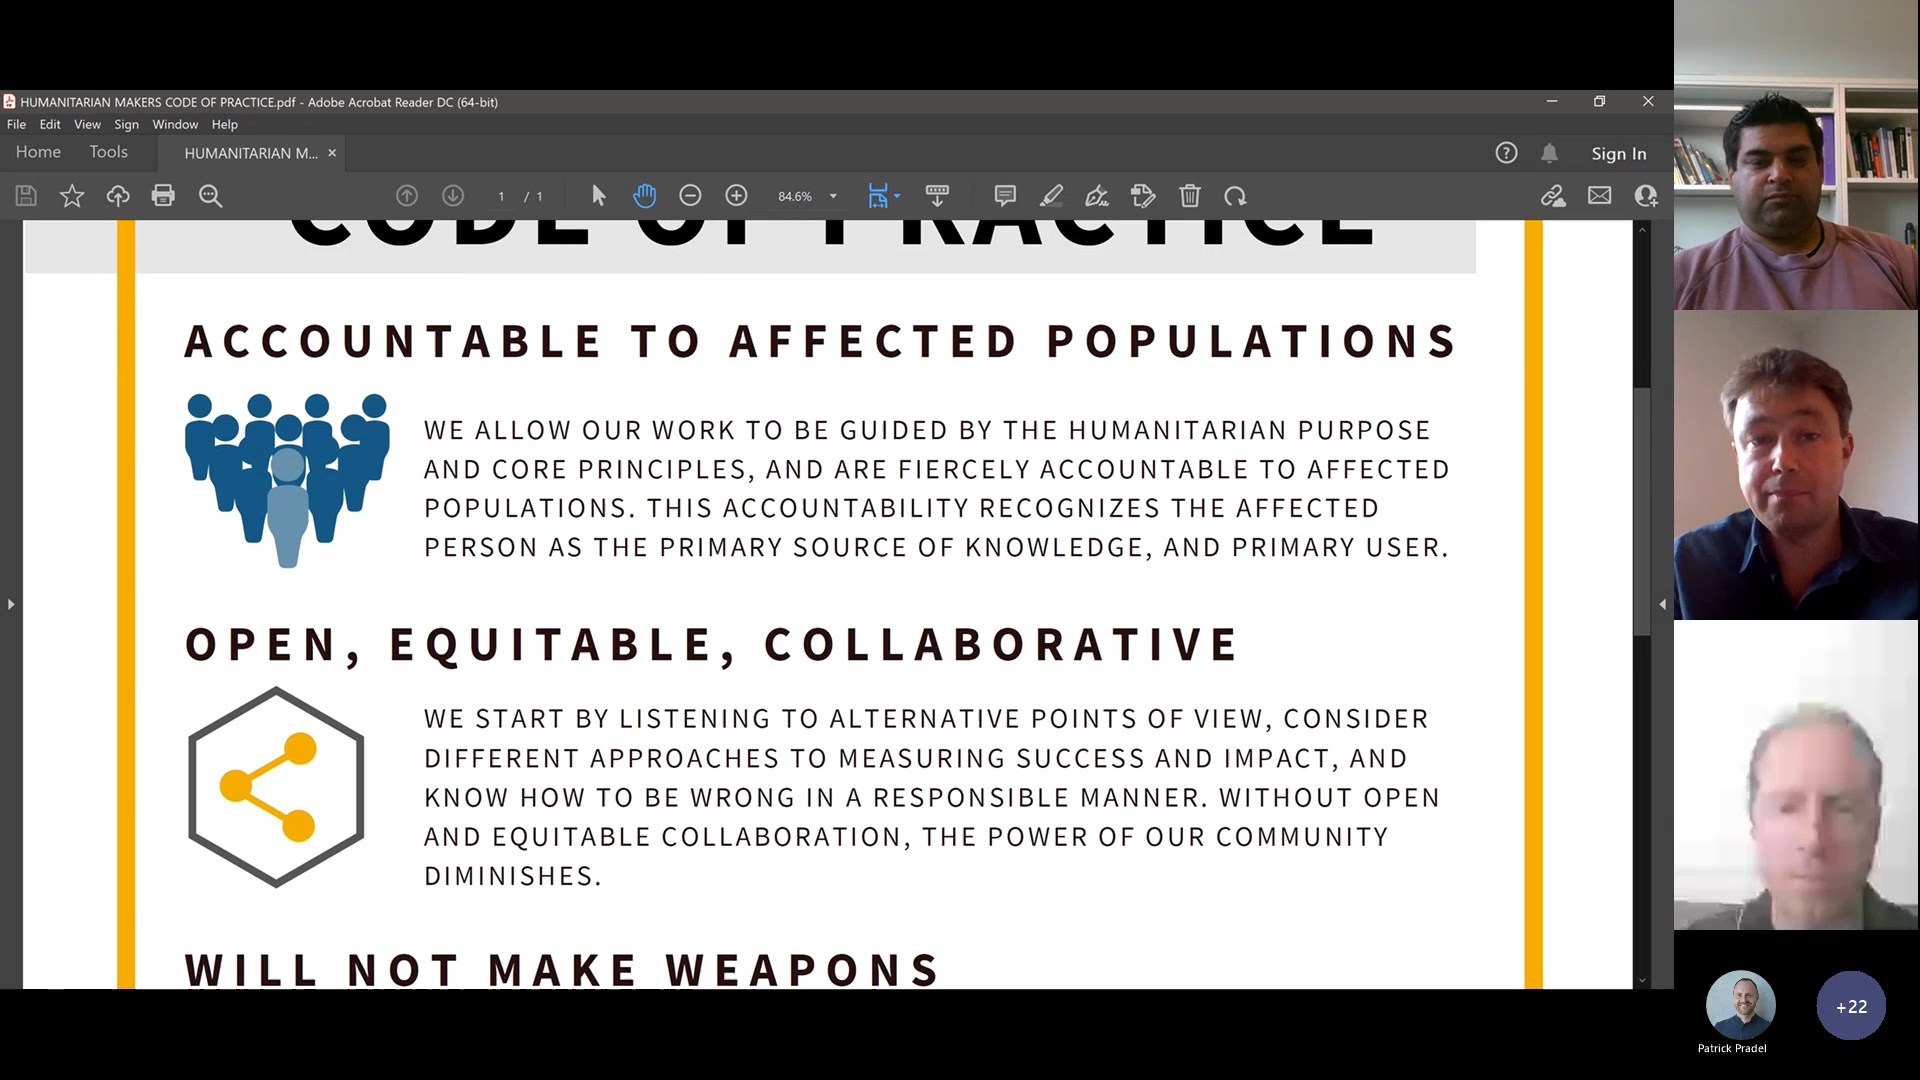 HUMANITARIAN MAKERS CODE OF PRACTICE.pdf - Adobe Acrobat Reader DC (64-bit)
File Edit View Sign Window Help
Home Tools HUMANITARIAN M... Sign In
1 / 1 84.6%
CODE OF PRACTICE
ACCOUNTABLE TO AFFECTED POPULATIONS
WE ALLOW OUR WORK TO BE GUIDED BY THE HUMANITARIAN PURPOSE
AND CORE PRINCIPLES, AND ARE FIERCELY ACCOUNTABLE TO AFFECTED
POPULATIONS. THIS ACCOUNTABILITY RECOGNIZES THE AFFECTED
PERSON AS THE PRIMARY SOURCE OF KNOWLEDGE, AND PRIMARY USER.
OPEN, EQUITABLE, COLLABORATIVE
WE START BY LISTENING TO ALTERNATIVE POINTS OF VIEW, CONSIDER
DIFFERENT APPROACHES TO MEASURING SUCCESS AND IMPACT, AND
KNOW HOW TO BE WRONG IN A RESPONSIBLE MANNER. WITHOUT OPEN
AND EQUITABLE COLLABORATION, THE POWER OF OUR COMMUNITY
DIMINISHES.
WILL NOT MAKE WEAPONS
+22
Patrick Pradel